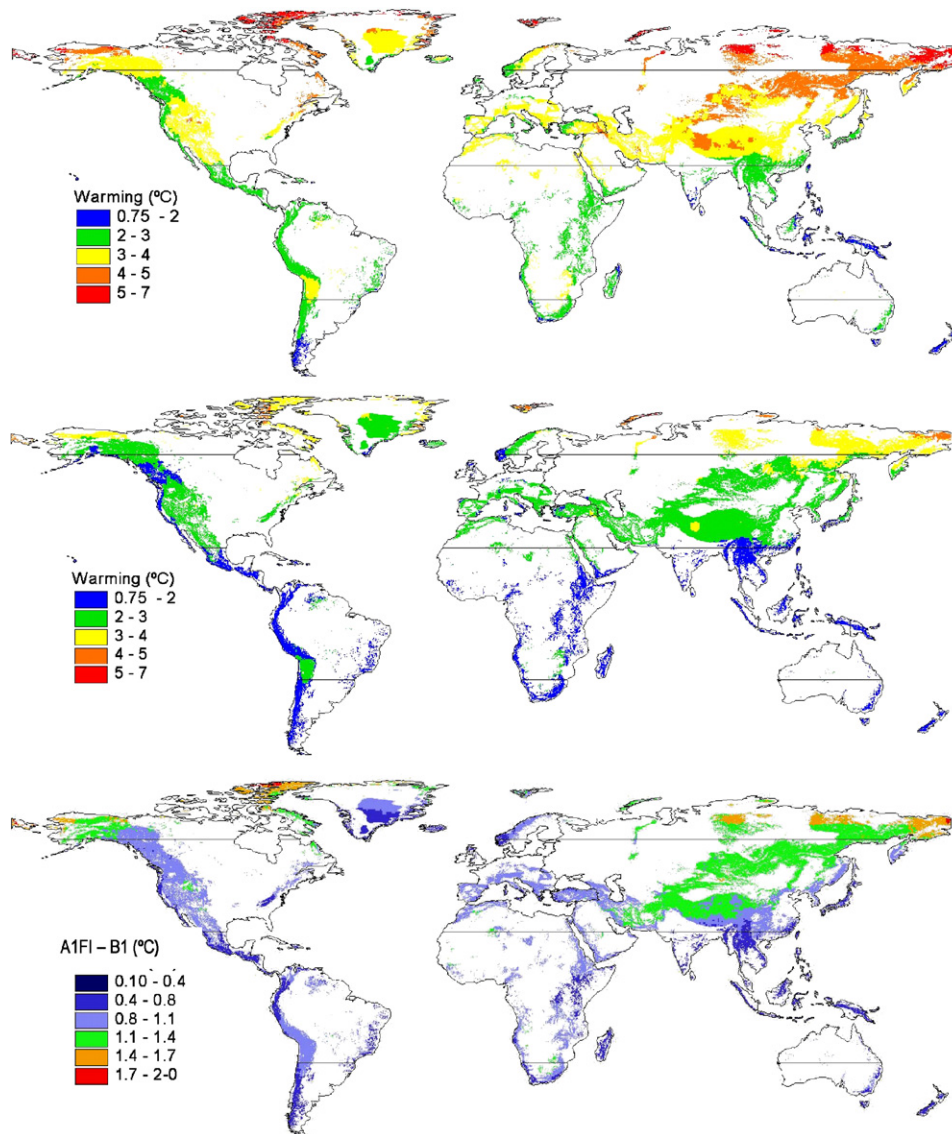 Warming (ºC)
0.75 - 2
2 - 3
3 - 4
4 - 5
5 - 7
Warming (ºC)
0.75 - 2
2 - 3
3 - 4
4 - 5
5 - 7
A1FI – B1 (ºC)
0.10 - 0.4
0.4 - 0.8
0.8 - 1.1
1.1 - 1.4
1.4 - 1.7
1.7 - 2-0